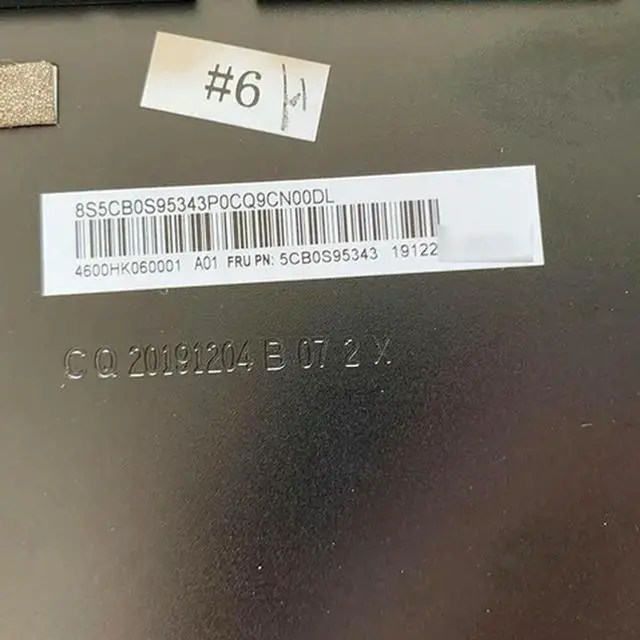 #6 H
8S5CB0S95343P0CQ9CN00DL
4600HK060001 A01 FRU PN: 5CB0S95343 19122
C Q 20191204 B 07 2 X